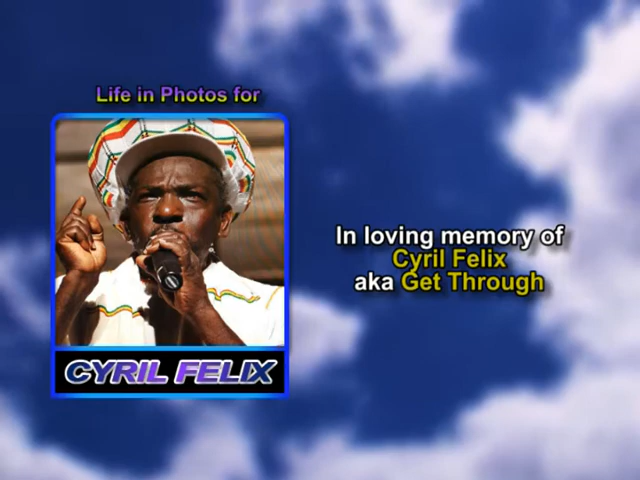 Life in Photos for
CYRIL FELIX
In loving memory of
Cyril Felix
aka Get Through